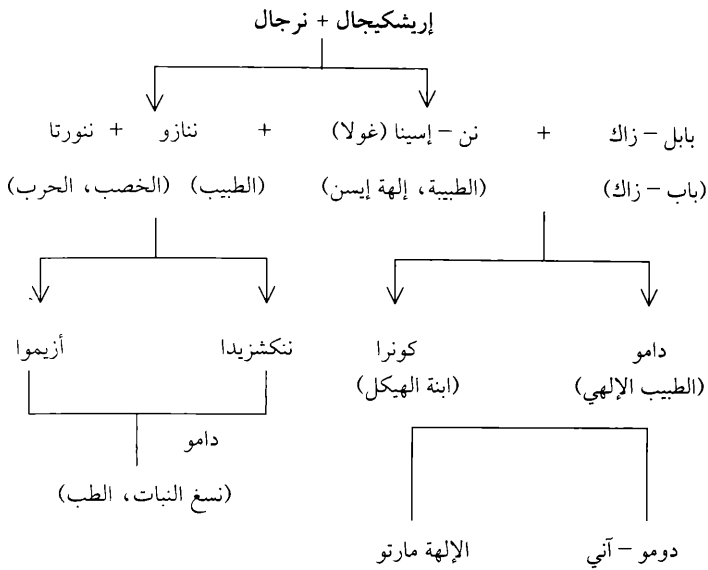 إريشكيجال + نرجال
بابل – زاك + نن – إسينا (غولا) + ننازو + ننورتا
(باب – زاك) (الطبيبة، إلهة إيسن) (الطبيب) (الخصب، الحرب)
دامو كونرا ننكشزيدا أزيموا
(الطبيب الإلهي) (ابنة الهيكل)
دامو
(نسغ النبات، الطب)
دومو – آني الإلهة مارتو